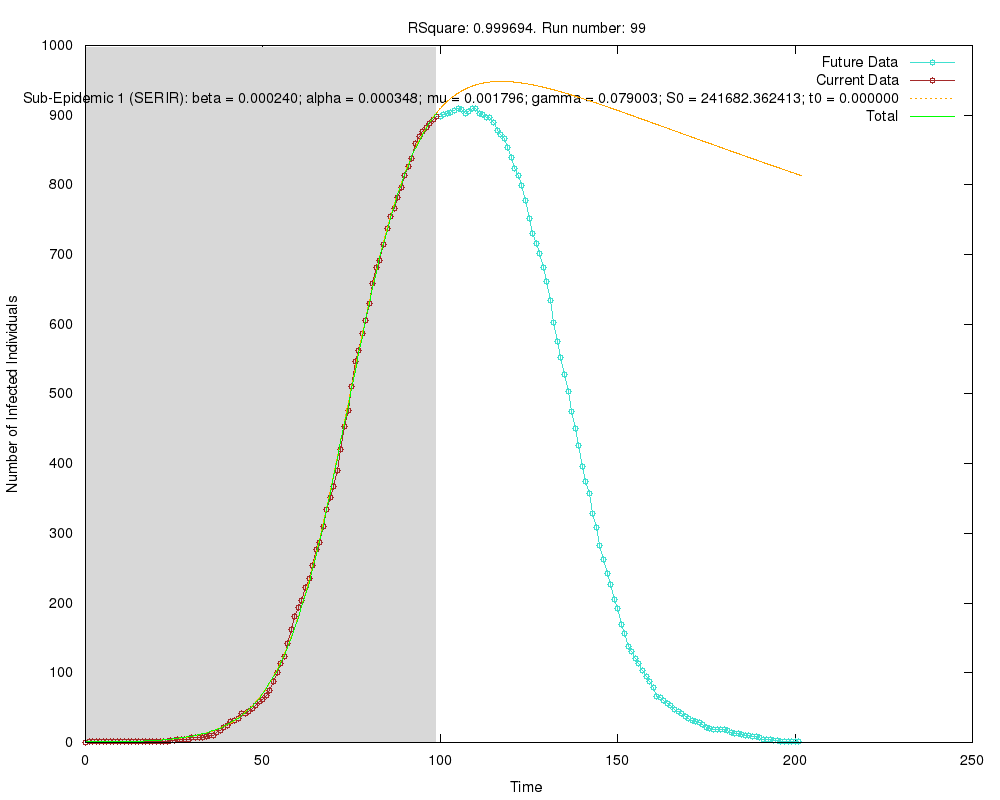 RSquare: 0.999694. Run number: 99
1000
900
800
700
600
500
400
300
200
100
0
Number of Infected Individuals
Future Data
Current Data
Sub-Epidemic 1 (SERIR): beta = 0.000240; alpha = 0.000348; mu = 0.001796; gamma = 0.079003; S0 = 241682.362413; t0 = 0.000000
Total
0 50 100 150 200 250
Time